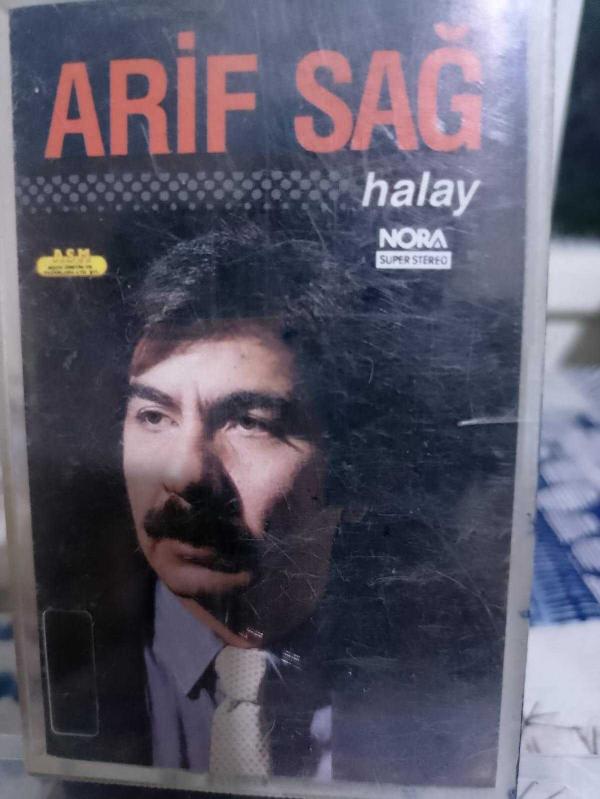 ARİF SAĞ
halay
NORA
SUPER STEREO